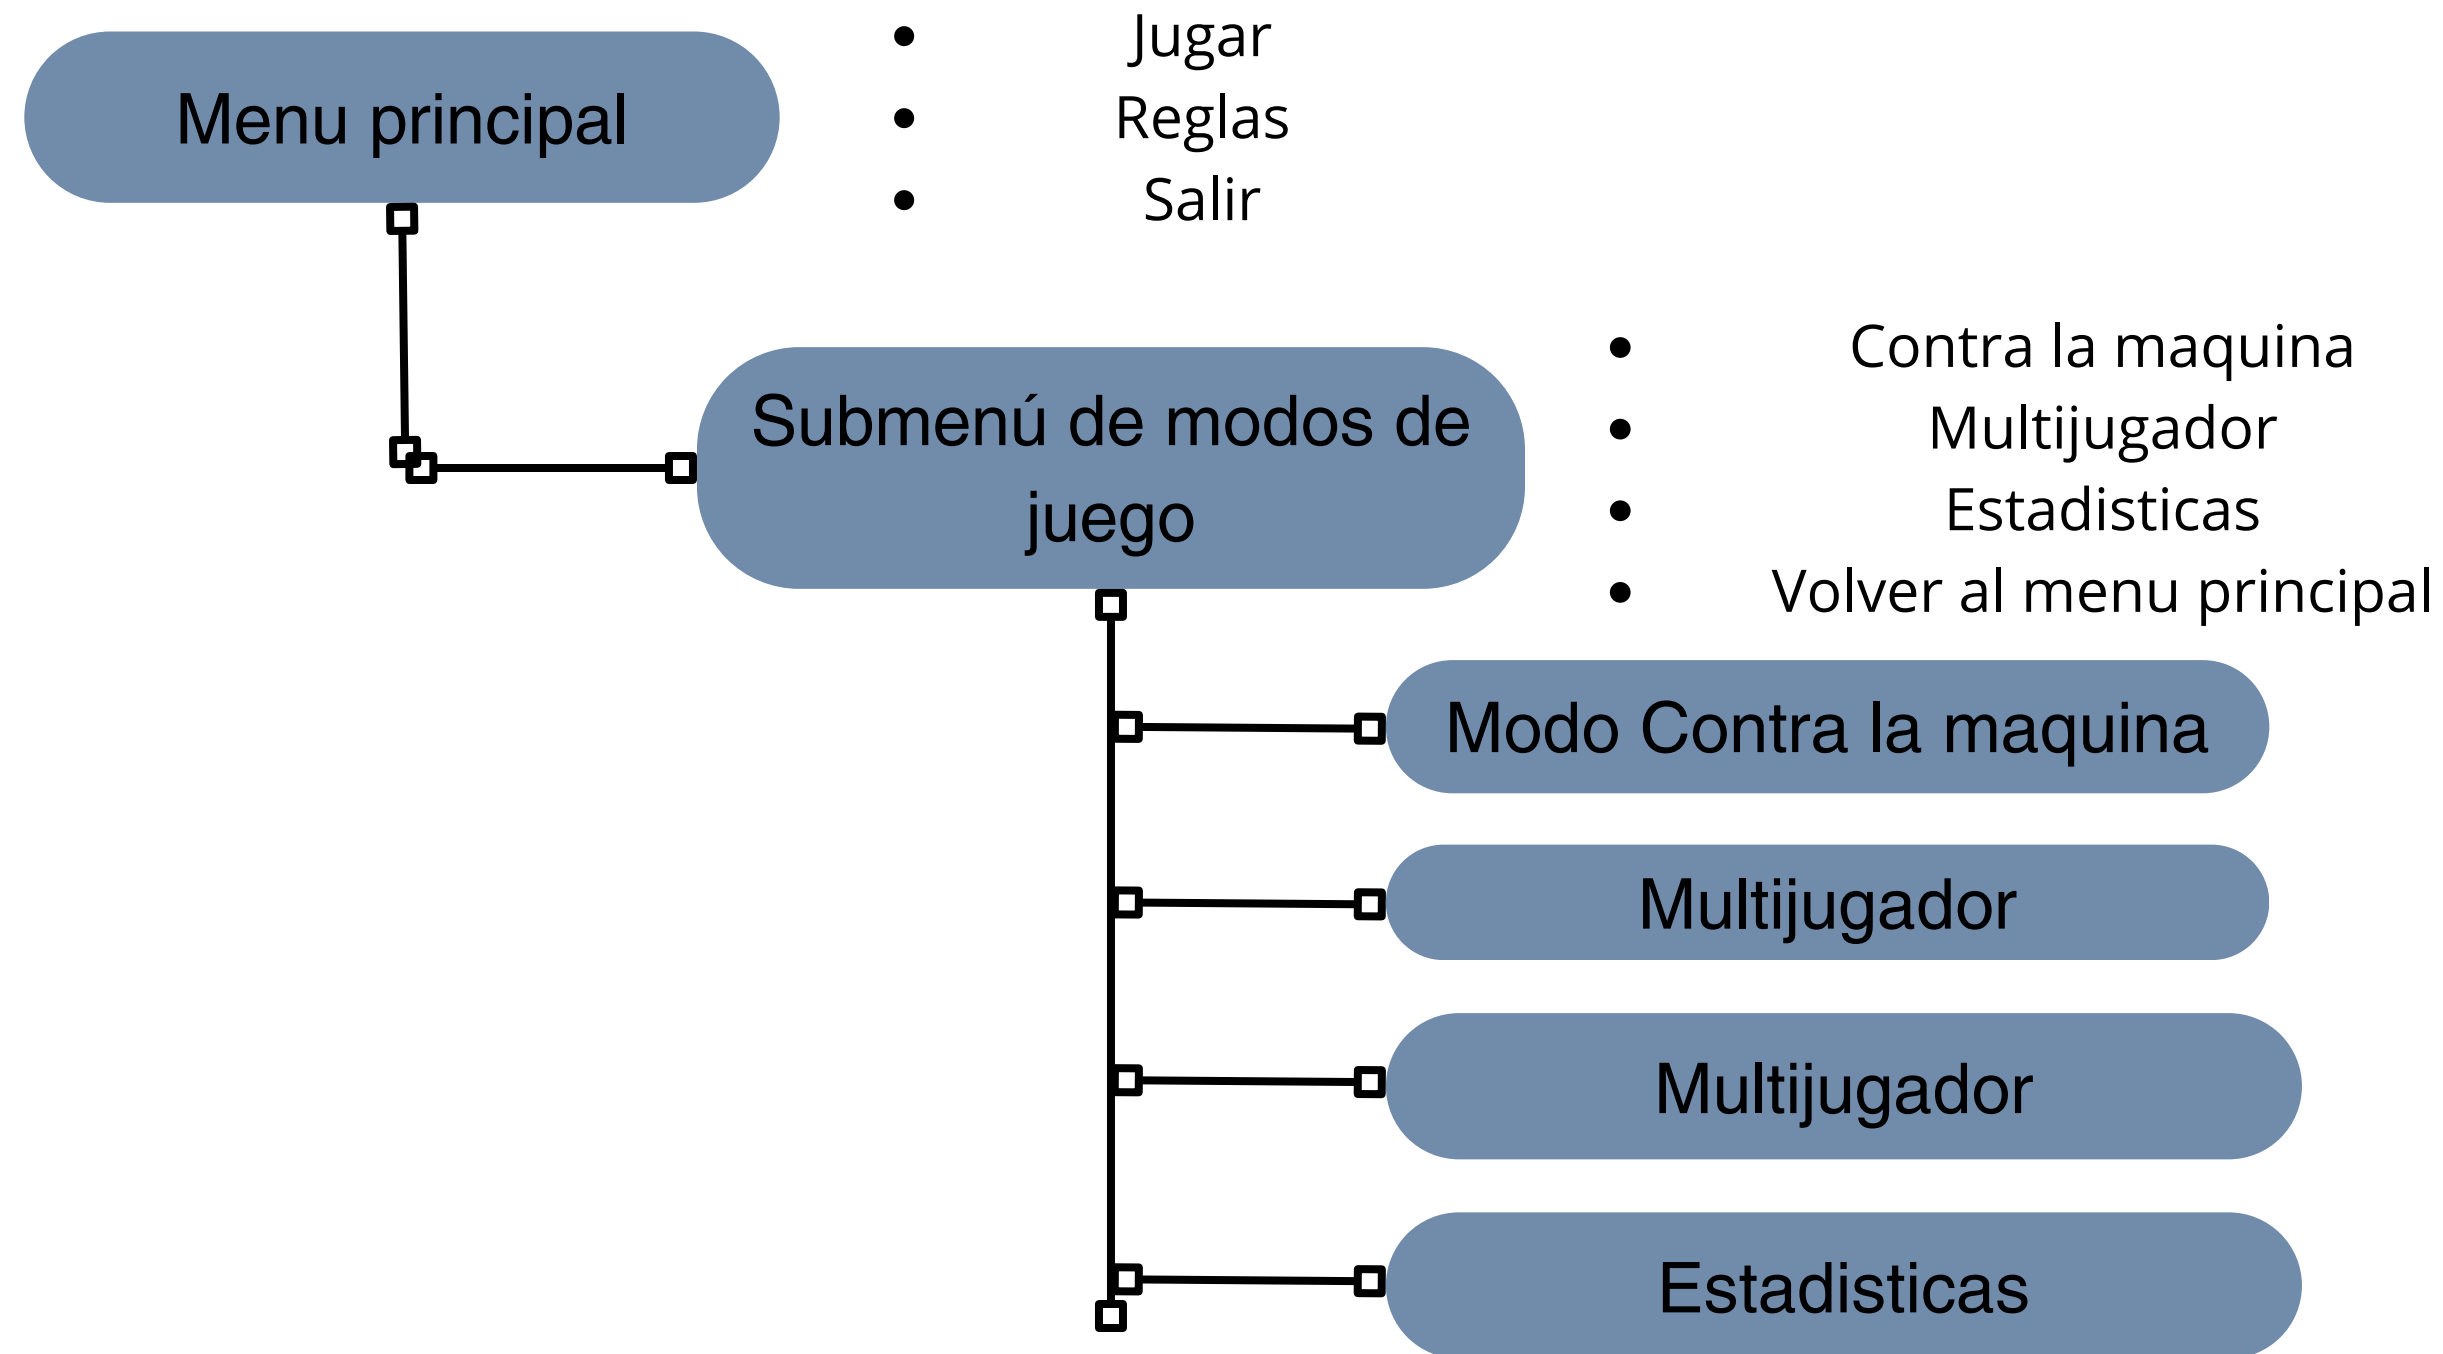 Menu principal
Jugar
Reglas
Salir
Submenú de modos de
juego
Contra la maquina
Multijugador
Estadisticas
Volver al menu principal
Modo Contra la maquina
Multijugador
Multijugador
Estadisticas